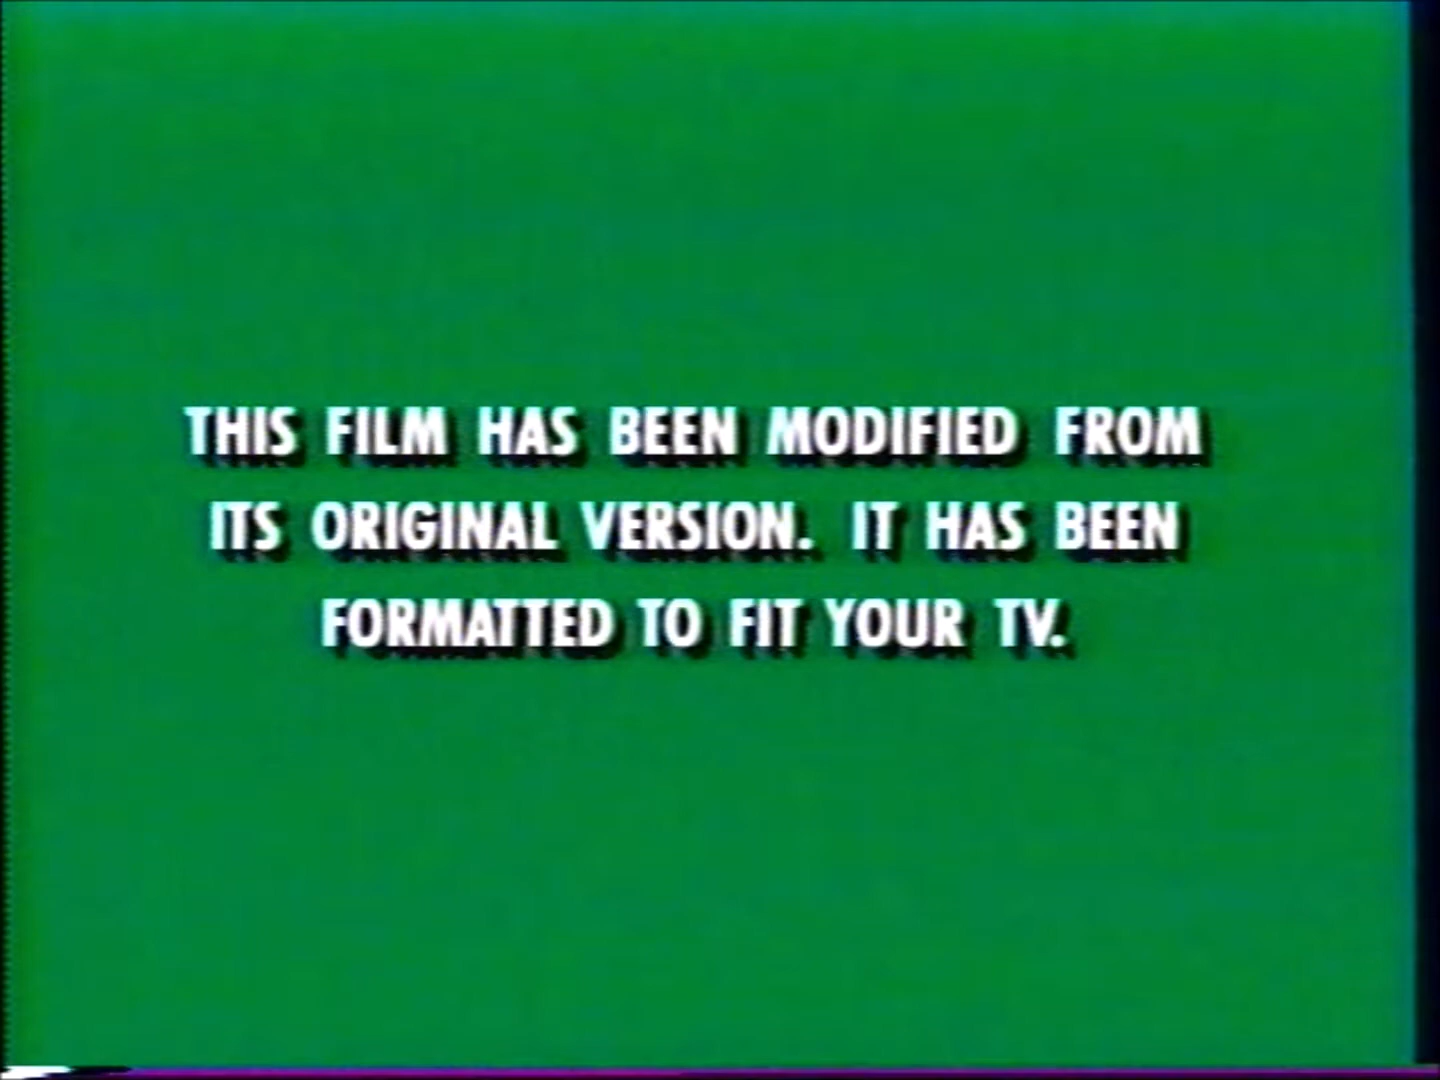 THIS FILM HAS BEEN MODIFIED FROM
ITS ORIGINAL VERSION. IT HAS BEEN
FORMATTED TO FIT YOUR TV.